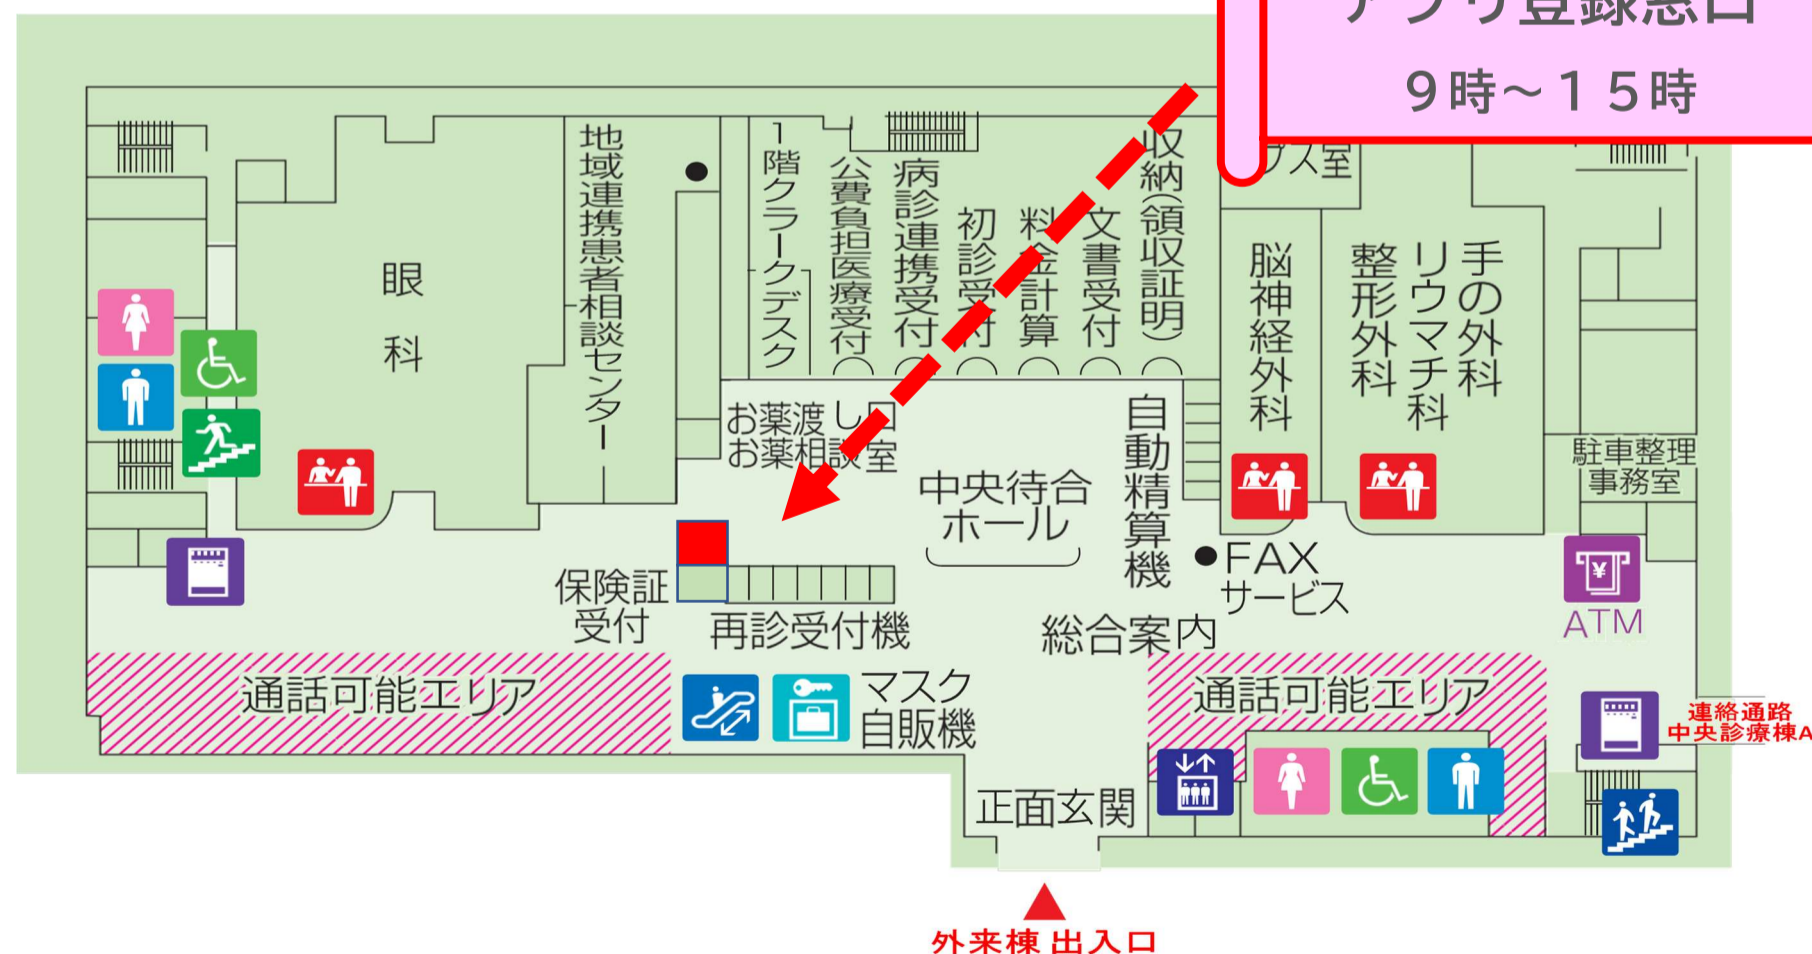 アプリ登録窓口
９時～１５時
眼科
地域連携患者相談センター
1階クラークデスク
公費負担医療受付
病診連携受付
初診受付
料金計算
文書受付
収納(領収証明)
プス室
脳神経外科
整形外科
リウマチ科
手の外科
お薬渡し口
お薬相談室
中央待合
ホール
自動精算機
駐車整理
事務室
FAX
サービス
¥
ATM
保険証
受付
再診受付機
総合案内
通話可能エリア
マスク
自販機
通話可能エリア
連絡通路
中央診療棟A
正面玄関
外来棟 出入口